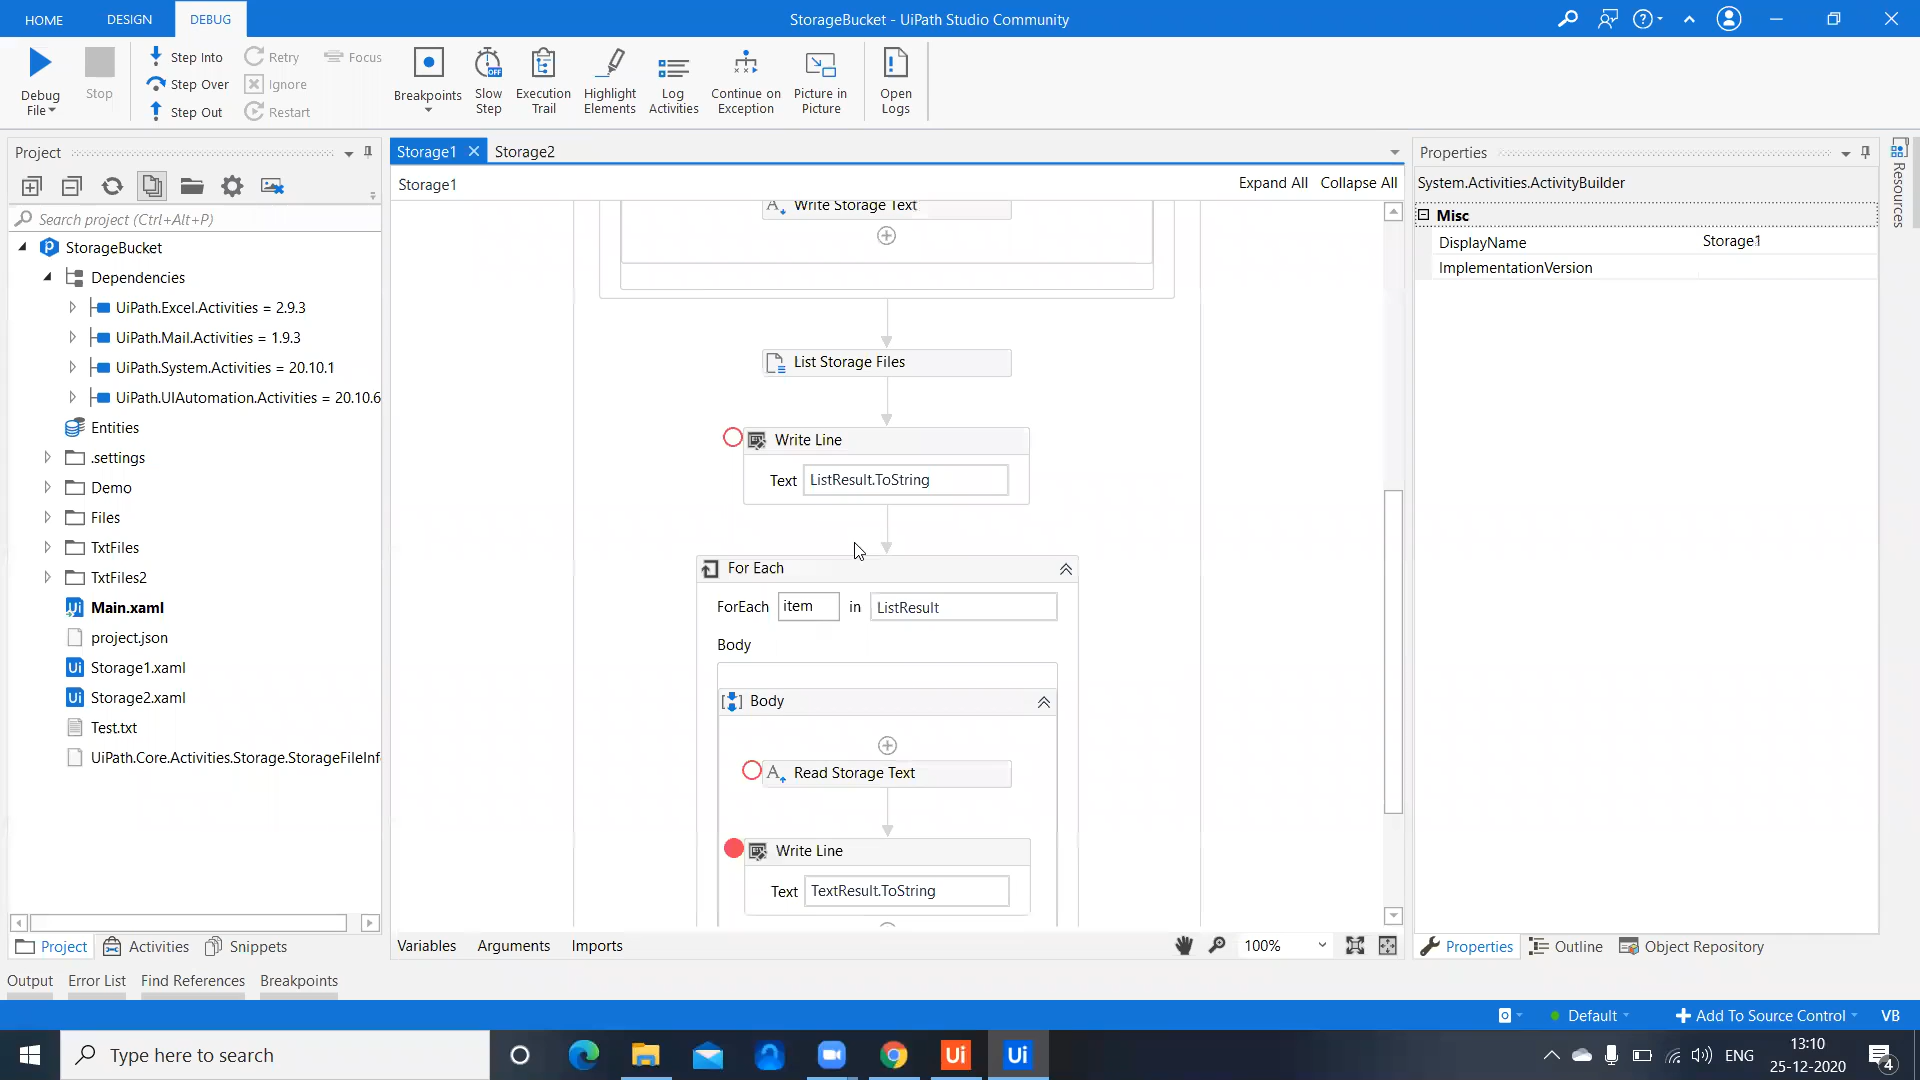 HOME DESIGN DEBUG
StorageBucket - UiPath Studio Community
Debug File
Stop
Step Into
Step Over
Step Out
Retry
Ignore
Restart
Focus
Breakpoints
OFF
Slow Step
Execution Trail
Highlight Elements
Log Activities
Continue on Exception
Picture in Picture
Open Logs
Project
Search project (Ctrl+Alt+P)
StorageBucket
Dependencies
UiPath.Excel.Activities = 2.9.3
UiPath.Mail.Activities = 1.9.3
UiPath.System.Activities = 20.10.1
UiPath.UIAutomation.Activities = 20.10.6
Entities
.settings
Demo
Files
TxtFiles
TxtFiles2
Main.xaml
project.json
Ui Storage1.xaml
Ui Storage2.xaml
Test.txt
UiPath.Core.Activities.Storage.StorageFileInf
Project Activities Snippets
Output Error List Find References Breakpoints
Storage1 Storage2
Storage1
Expand All Collapse All
Write Storage Text
List Storage Files
Write Line
Text ListResult.ToString
For Each
ForEach item in ListResult
Body
Body
Read Storage Text
Write Line
Text TextResult.ToString
Variables Arguments Imports
100%
Properties
System.Activities.ActivityBuilder
Misc
DisplayName Storage1
ImplementationVersion
Resources
Properties Outline Object Repository
Default Add To Source Control VB
Type here to search
Ui Ui
ENG
13:10
25-12-2020
4